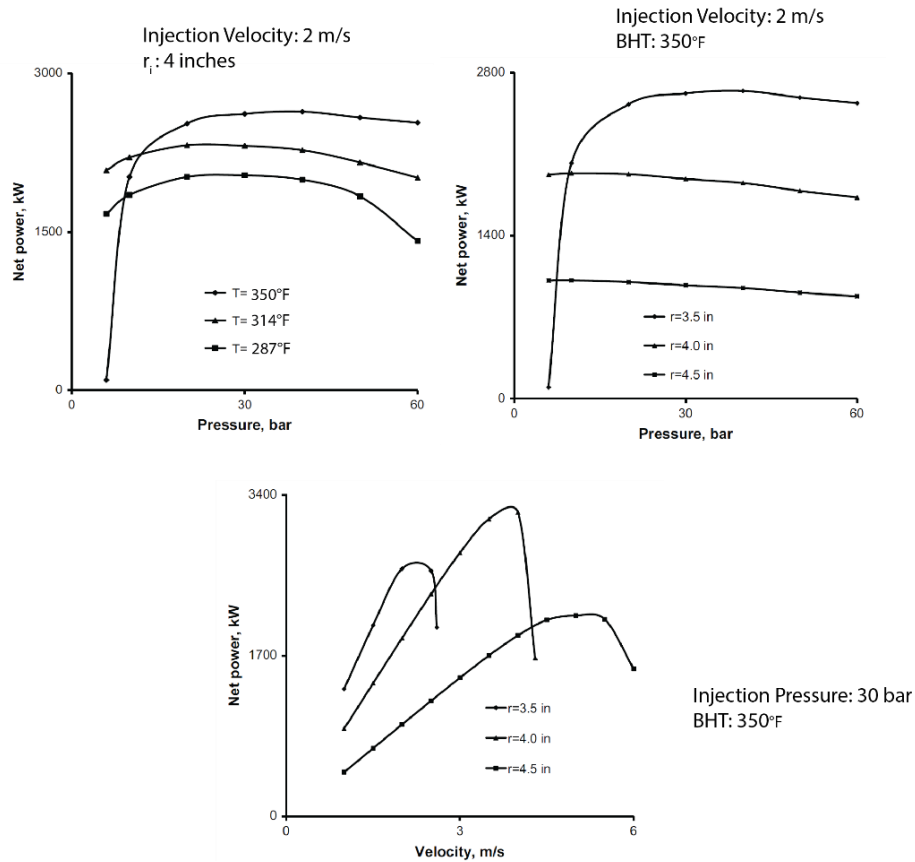 Injection Velocity: 2 m/s
r_i: 4 inches
3000
1500
0
Net power, kW
T= 350°F
T= 314°F
T= 287°F
0
30
60
Pressure, bar
Injection Velocity: 2 m/s
BHT: 350°F
2800
1400
0
Net power, kW
r=3.5 in
r=4.0 in
r=4.5 in
0
30
60
Pressure, bar
3400
1700
0
Net power, kW
r=3.5 in
r=4.0 in
r=4.5 in
0
3
6
Velocity, m/s
Injection Pressure: 30 bar
BHT: 350°F